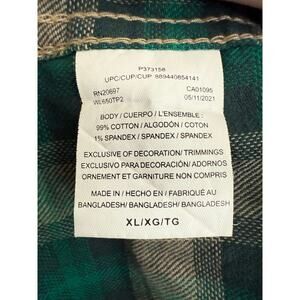 P373158
UPC/CUP/CUP 889440854141
RN20697 CA01095
WL650TP2 05/11/2021
BODY / CUERPO / L'ENSEMBLE :
99% COTTON / ALGODÓN / COTON
1% SPANDEX / SPANDEX / SPANDEX
EXCLUSIVE OF DECORATION/ TRIMMINGS
EXCLUSIVO PARA DECORACIÓN/ ADORNOS
ORNEMENT ET GARNITURE NON COMPRIS
MADE IN / HECHO EN / FABRIQUÉ AU
BANGLADESH/ BANGLADESH/ BANGLADESH
XL/XG/TG